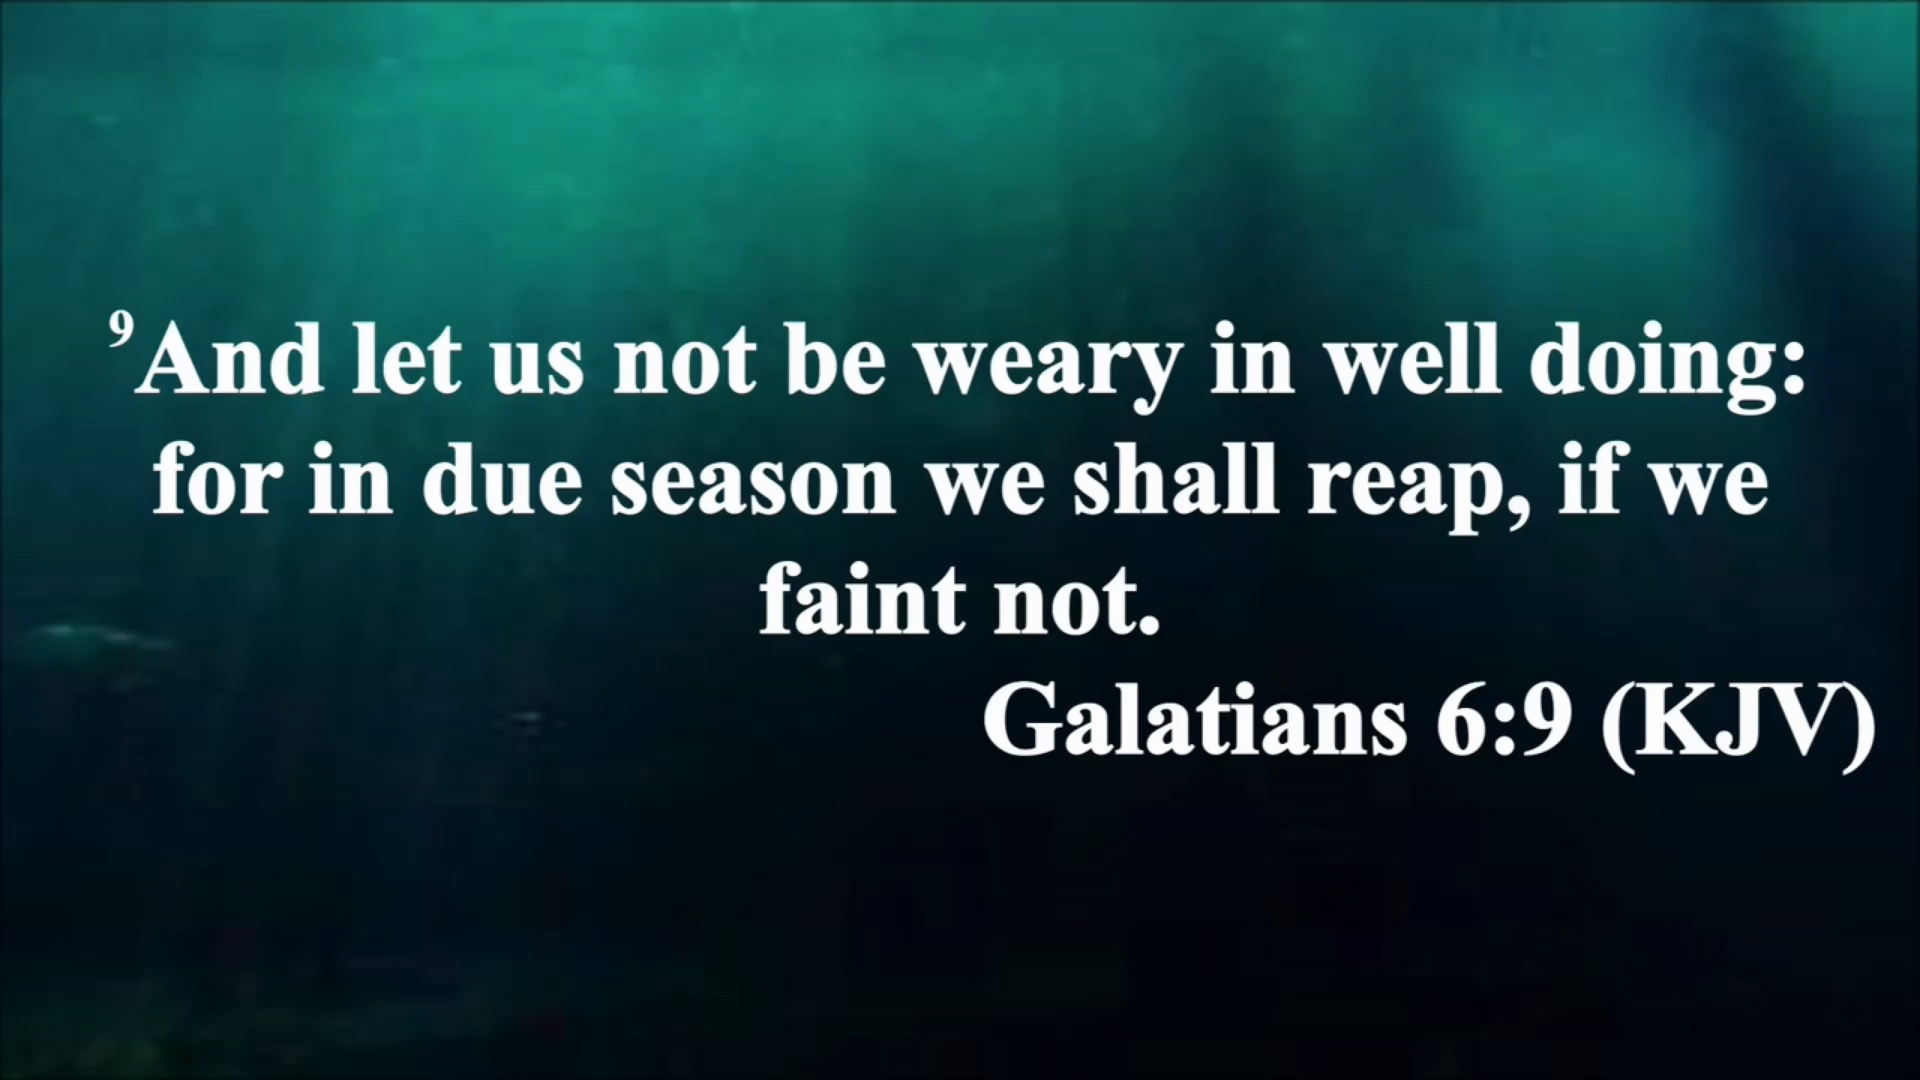 ⁹And let us not be weary in well doing:
for in due season we shall reap, if we
faint not.
Galatians 6:9 (KJV)